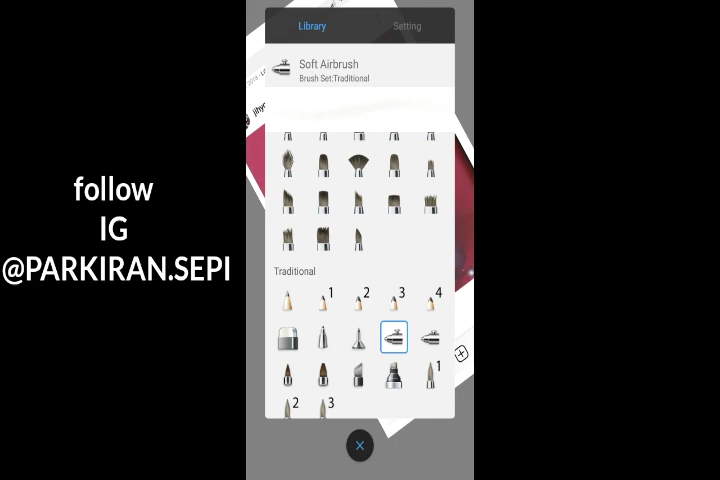 Library
Setting
Soft Airbrush
Brush Set:Traditional
jihyo
follow
IG
@PARKIRAN.SEPI
Traditional
1
2
3
4
1
2
3